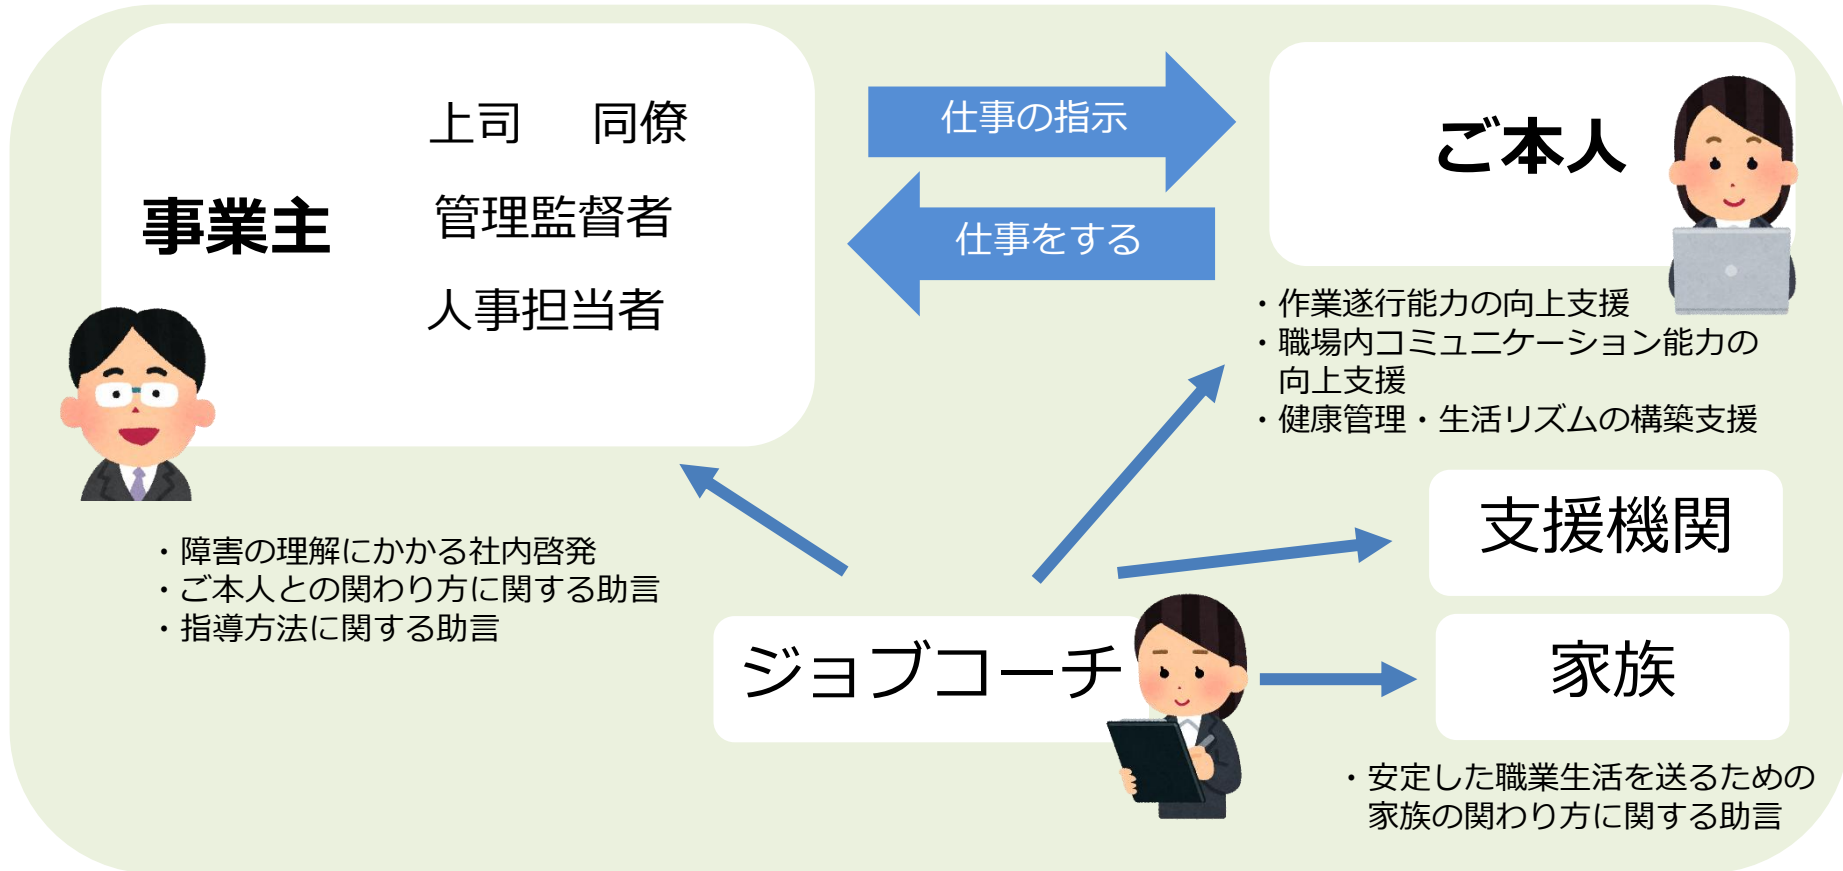 上司 同僚
事業主
管理監督者
人事担当者
仕事の指示
仕事をする
ご本人
・作業遂行能力の向上支援
・職場内コミュニケーション能力の
向上支援
・健康管理・生活リズムの構築支援
・障害の理解にかかる社内啓発
・ご本人との関わり方に関する助言
・指導方法に関する助言
ジョブコーチ
支援機関
家族
・安定した職業生活を送るための
家族の関わり方に関する助言